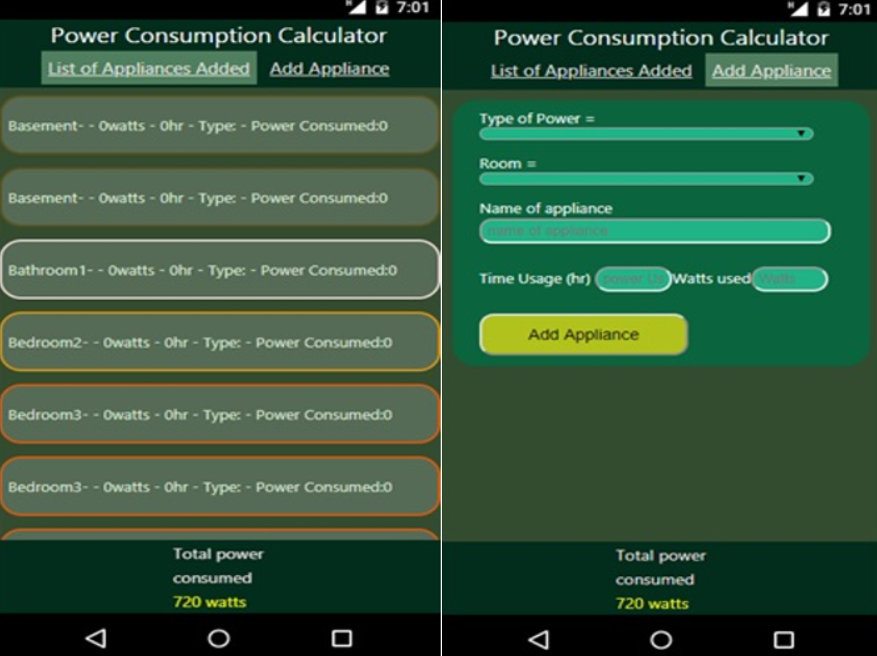 7:01
Power Consumption Calculator
List of Appliances Added Add Appliance
Basement- - 0watts - 0hr - Type: - Power Consumed:0
Basement- - 0watts - 0hr - Type: - Power Consumed:0
Bathroom1- - 0watts - 0hr - Type: - Power Consumed:0
Bedroom2- - 0watts - 0hr - Type: - Power Consumed:0
Bedroom3- - 0watts - 0hr - Type: - Power Consumed:0
Bedroom3- - 0watts - 0hr - Type: - Power Consumed:0
Total power
consumed
720 watts
7:01
Power Consumption Calculator
List of Appliances Added Add Appliance
Type of Power =
Room =
Name of appliance
name of appliance
Time Usage (hr) power Us Watts used Watts
Add Appliance
Total power
consumed
720 watts